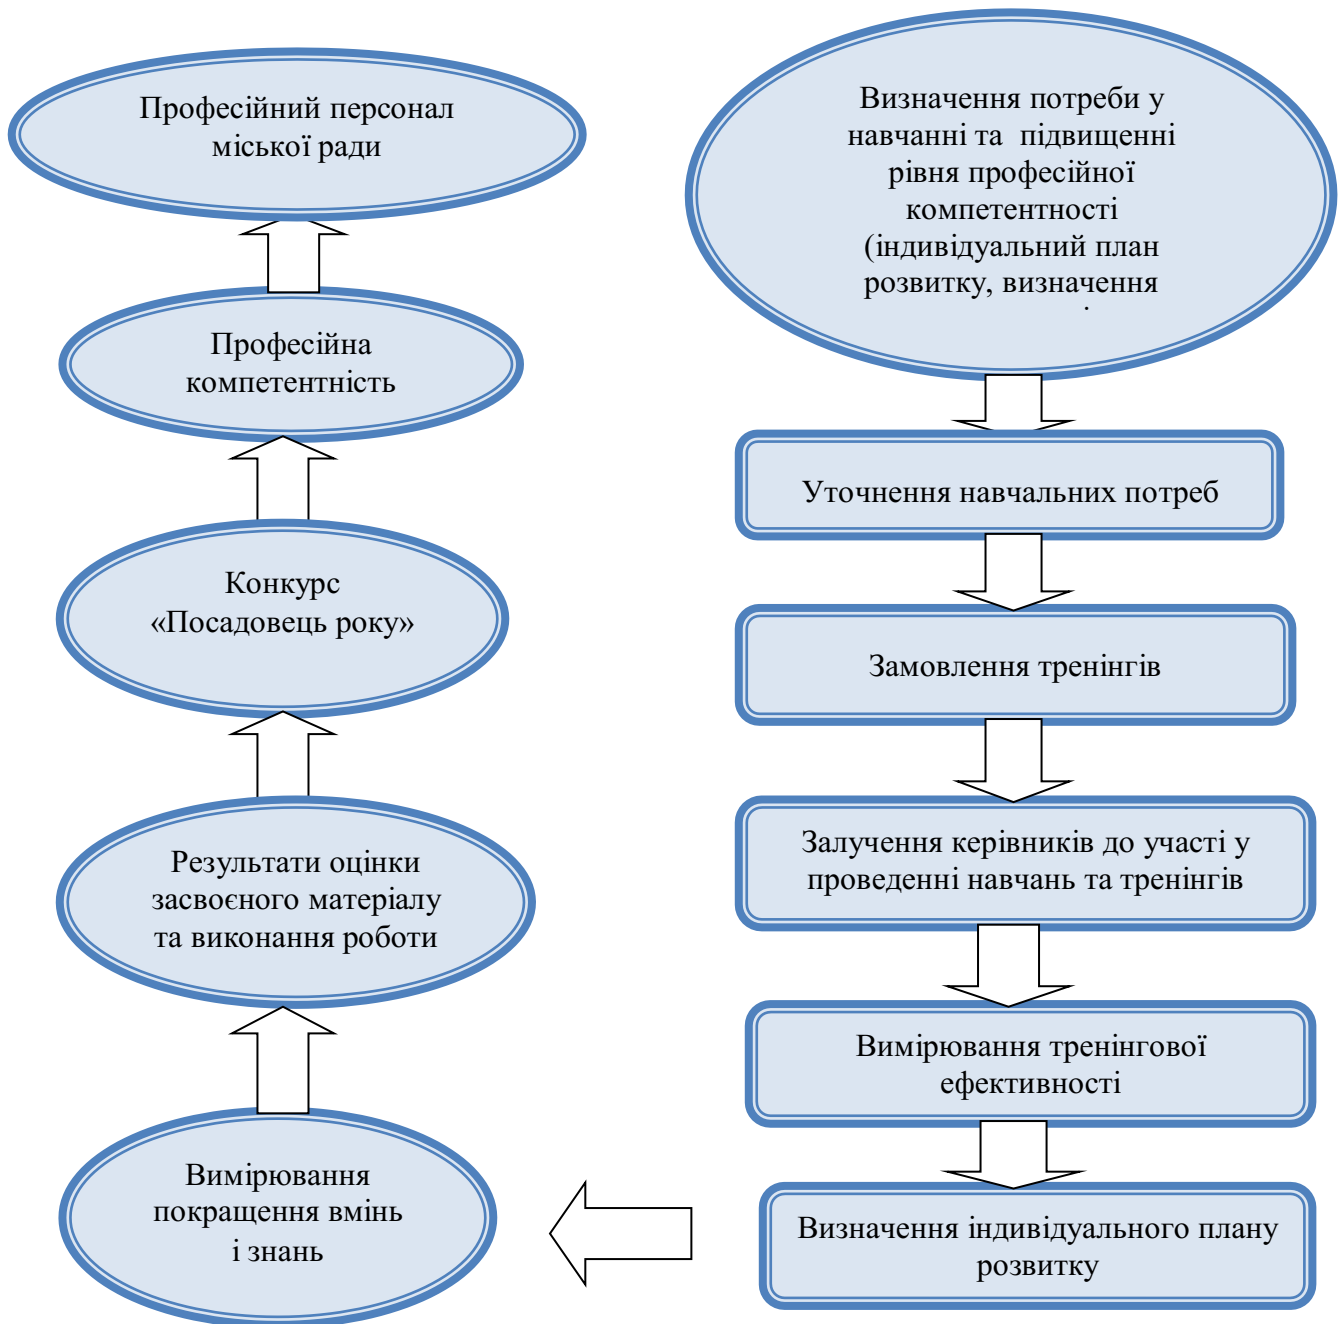 Професійний персонал
міської ради
Професійна
компетентність
Конкурс
«Посадовець року»
Результати оцінки
засвоєного матеріалу
та виконання роботи
Вимірювання
покращення вмінь
і знань
Визначення потреби у
навчанні та підвищенні
рівня професійної
компетентності
(індивідуальний план
розвитку, визначення
Уточнення навчальних потреб
Замовлення тренінгів
Залучення керівників до участі у
проведенні навчань та тренінгів
Вимірювання тренінгової
ефективності
Визначення індивідуального плану
розвитку